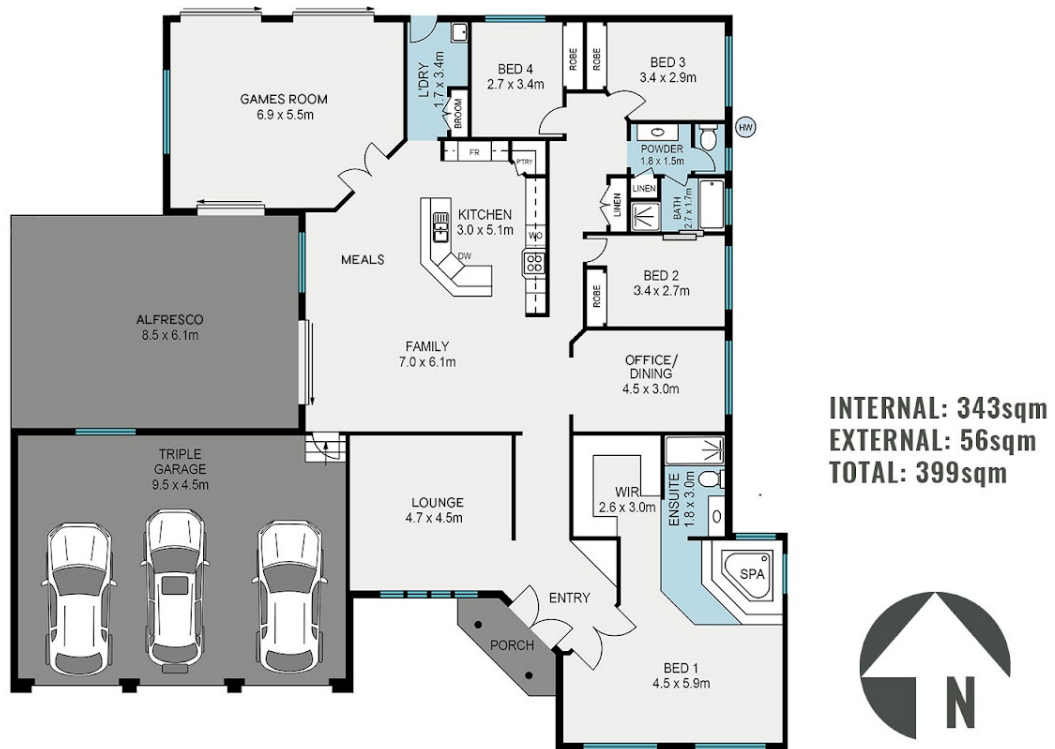 GAMES ROOM
6.9 x 5.5m
L'DRY
1.7 x 3.4m
BROOM
BED 4
2.7 x 3.4m
ROBE
ROBE
BED 3
3.4 x 2.9m
HW
POWDER
1.8 x 1.5m
FR
PTRY
LINEN
LINEN
BATH
2.7 x 1.7m
KITCHEN
3.0 x 5.1m
WO
DW
MEALS
BED 2
3.4 x 2.7m
ROBE
ALFRESCO
8.5 x 6.1m
FAMILY
7.0 x 6.1m
OFFICE/
DINING
4.5 x 3.0m
INTERNAL: 343sqm
EXTERNAL: 56sqm
TOTAL: 399sqm
TRIPLE
GARAGE
9.5 x 4.5m
LOUNGE
4.7 x 4.5m
WIR
2.6 x 3.0m
ENSUITE
1.8 x 3.0m
SPA
ENTRY
PORCH
BED 1
4.5 x 5.9m
N